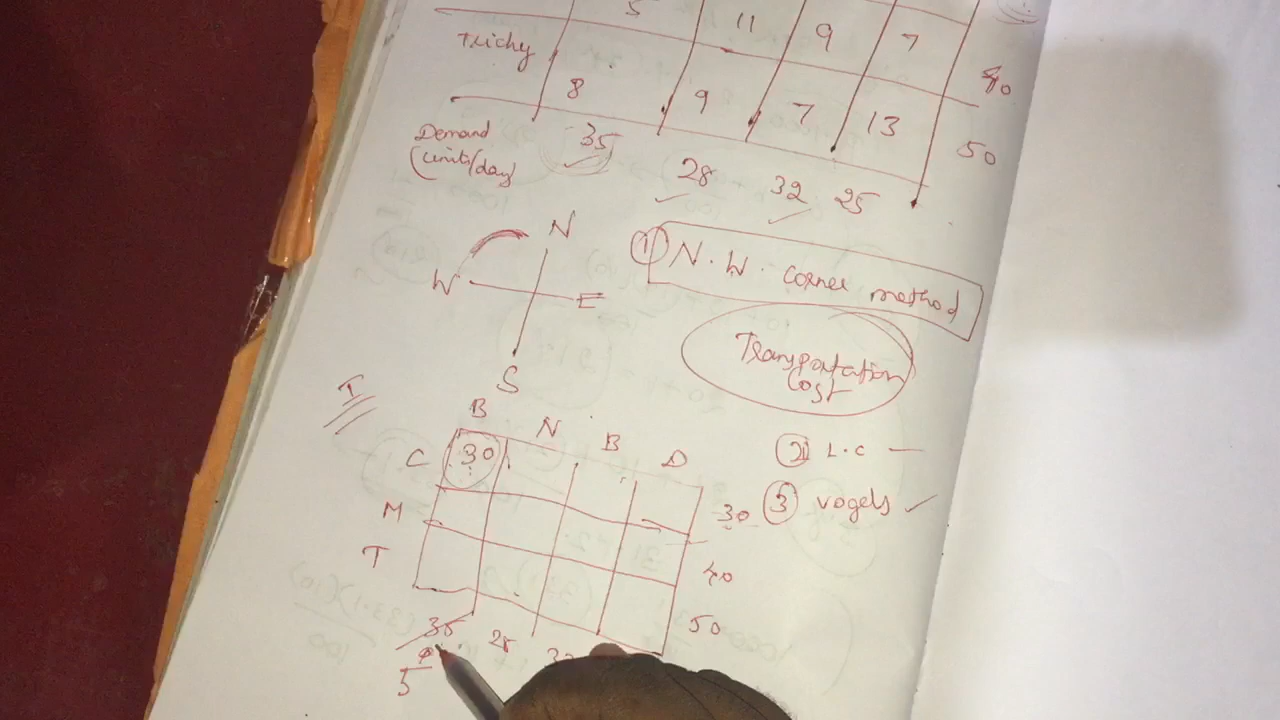 5 11 9 7
Trichy 40
8 9 7 13 50
Demand
(units/day) 35 28 32 25
N
W E
S
① N.W. corner method
Transportation
cost
② L.C —
③ vogels ✓
I
B N B D
C 30 30
M 40
T 50
35 28
5